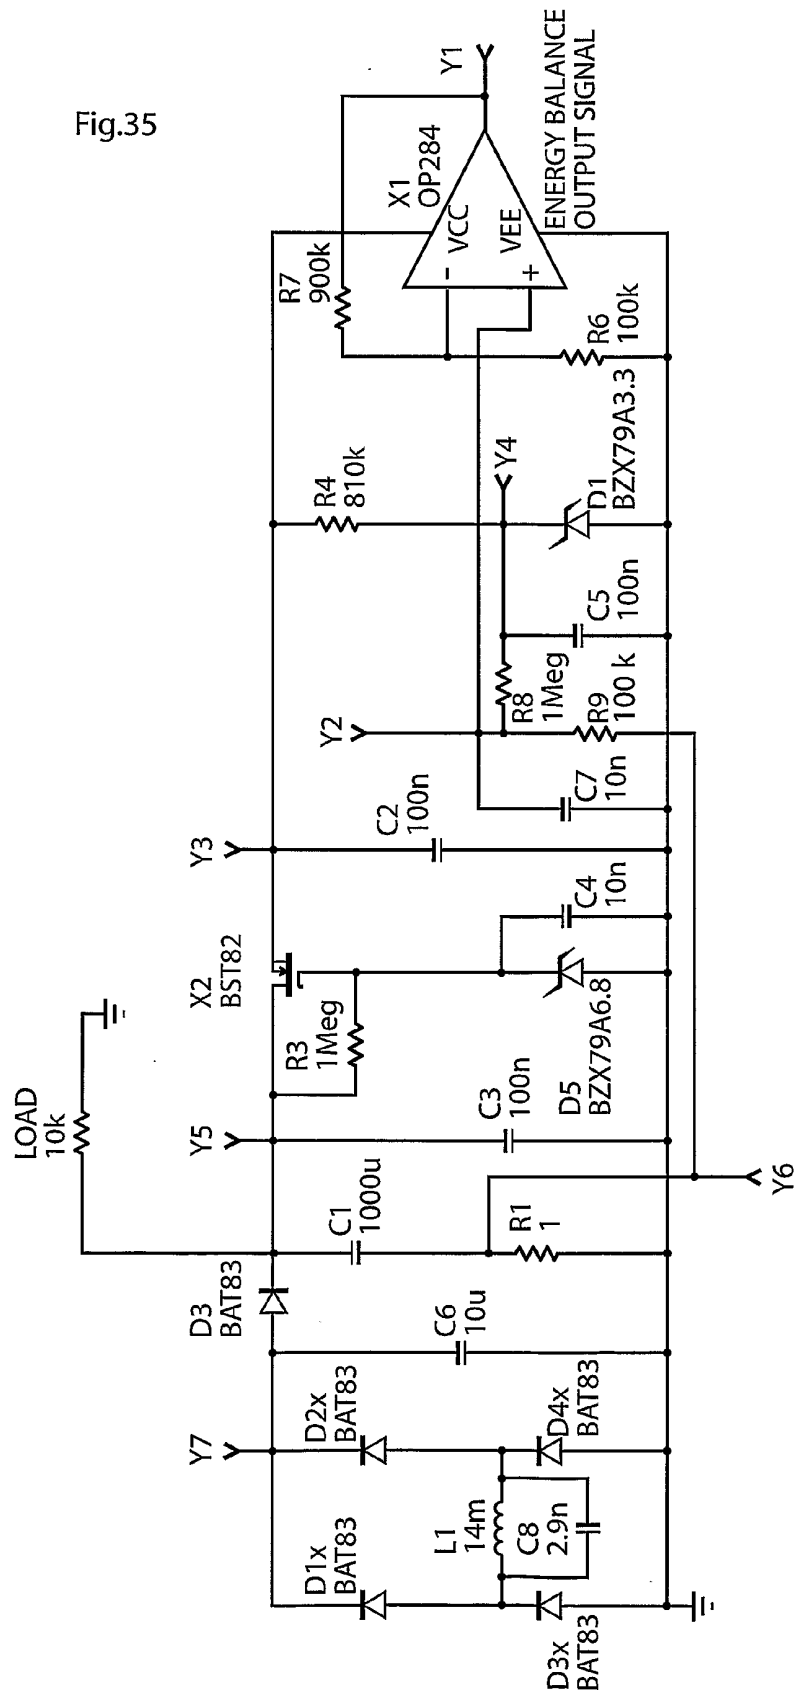 Fig.35
LOAD
10k
D1x
BAT83
D3x
BAT83
L1
14m
C8
2.9n
Y7
D2x
BAT83
D4x
BAT83
C6
10u
D3
BAT83
C1
1000u
R1
1
Y6
Y5
C3
100n
R3
1Meg
D5
BZX79A6.8
X2
BST82
C4
10n
Y3
C2
100n
C7
10n
Y2
R8
1Meg
R9
100 k
C5
100n
R4
810k
Y4
D1
BZX79A3.3
R7
900k
R6
100k
X1
OP284
VCC
VEE
-
+
Y1
ENERGY BALANCE
OUTPUT SIGNAL